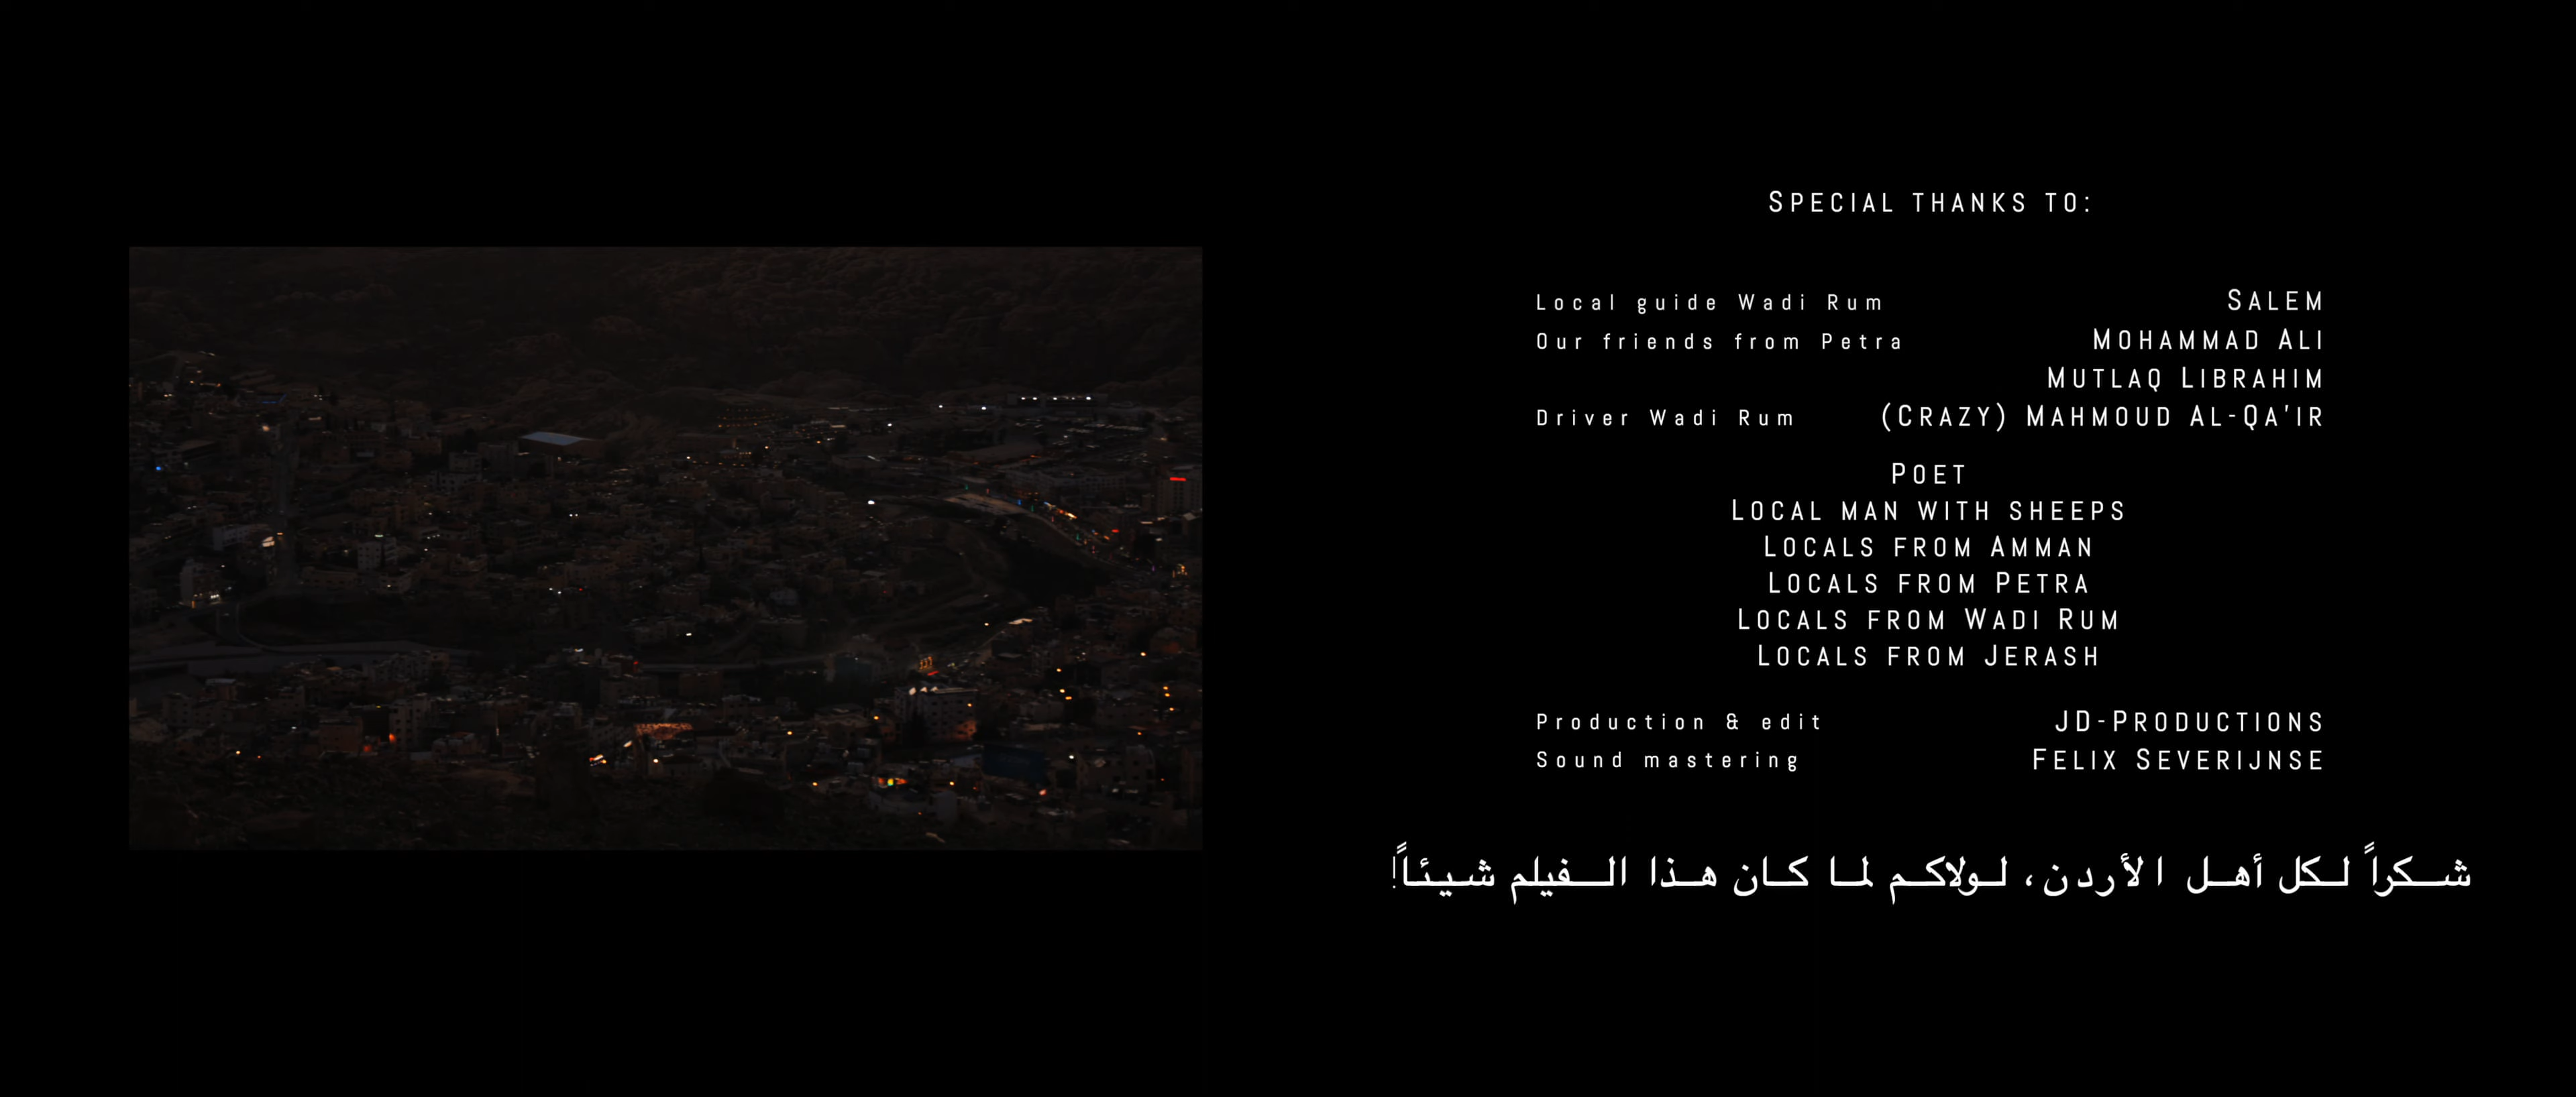 Special thanks to:
Local guide Wadi Rum Salem
Our friends from Petra Mohammad Ali
Mutlaq Librahim
Driver Wadi Rum (Crazy) Mahmoud Al-Qa'ir
Poet
Local man with sheeps
Locals from Amman
Locals from Petra
Locals from Wadi Rum
Locals from Jerash
Production & edit JD-Productions
Sound mastering Felix Severijnse
شكراً لكل أهل الأردن، لولاكم لما كان هذا الفيلم شيئاً!